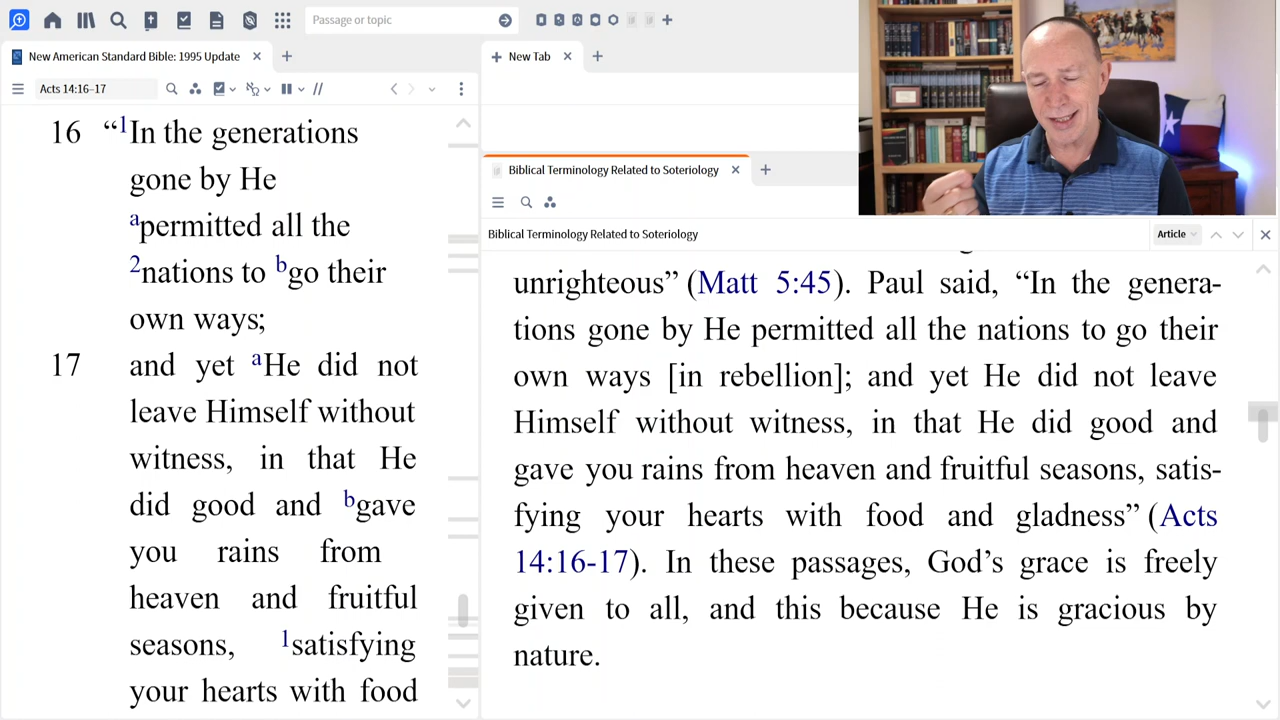 Passage or topic
New American Standard Bible: 1995 Update
New Tab
Acts 14:16–17
16 “1In the generations
gone by He
apermitted all the
2nations to bgo their
own ways;
17 and yet aHe did not
leave Himself without
witness, in that He
did good and bgave
you rains from
heaven and fruitful
seasons, 1satisfying
your hearts with food
Biblical Terminology Related to Soteriology
Biblical Terminology Related to Soteriology
Article
unrighteous” (Matt 5:45). Paul said, “In the genera-
tions gone by He permitted all the nations to go their
own ways [in rebellion]; and yet He did not leave
Himself without witness, in that He did good and
gave you rains from heaven and fruitful seasons, satis-
fying your hearts with food and gladness” (Acts
14:16-17). In these passages, God’s grace is freely
given to all, and this because He is gracious by
nature.